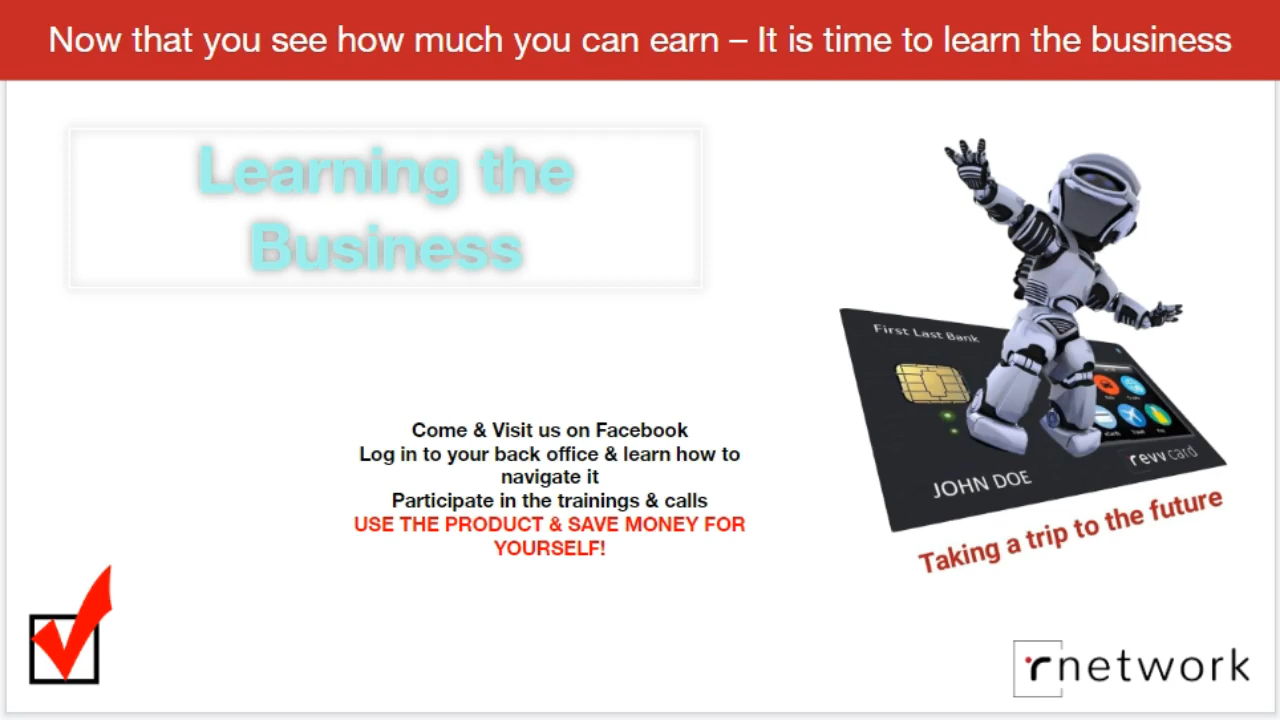 Now that you see how much you can earn – It is time to learn the business
Learning the
Business
First Last Bank
Come & Visit us on Facebook
Log in to your back office & learn how to
navigate it
Participate in the trainings & calls
USE THE PRODUCT & SAVE MONEY FOR
YOURSELF!
JOHN DOE
revvcard
Taking a trip to the future
rnetwork